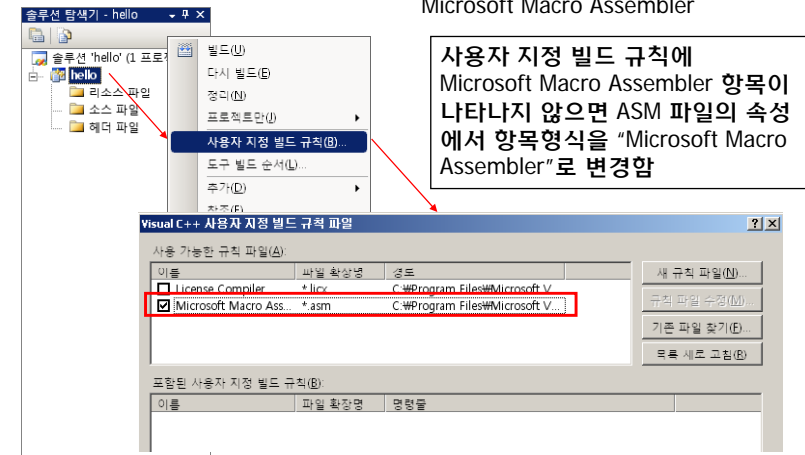 Microsoft Macro Assembler
솔루션 탐색기 - hello
솔루션 'hello' (1 프로
hello
리소스 파일
소스 파일
헤더 파일
빌드(U)
다시 빌드(E)
정리(N)
프로젝트만(J)
사용자 지정 빌드 규칙(B)...
도구 빌드 순서(L)...
추가(D)
참조(F)
사용자 지정 빌드 규칙에
Microsoft Macro Assembler 항목이
나타나지 않으면 ASM 파일의 속성
에서 항목형식을 “Microsoft Macro
Assembler”로 변경함
Visual C++ 사용자 지정 빌드 규칙 파일
사용 가능한 규칙 파일(A):
이름 파일 확장명 경로
License Compiler *.licx C:₩Program Files₩Microsoft V...
Microsoft Macro Ass... *.asm C:₩Program Files₩Microsoft V...
새 규칙 파일(N)...
규칙 파일 수정(M)...
기존 파일 찾기(F)...
목록 새로 고침(R)
포함된 사용자 지정 빌드 규칙(B):
이름 파일 확장명 명령줄